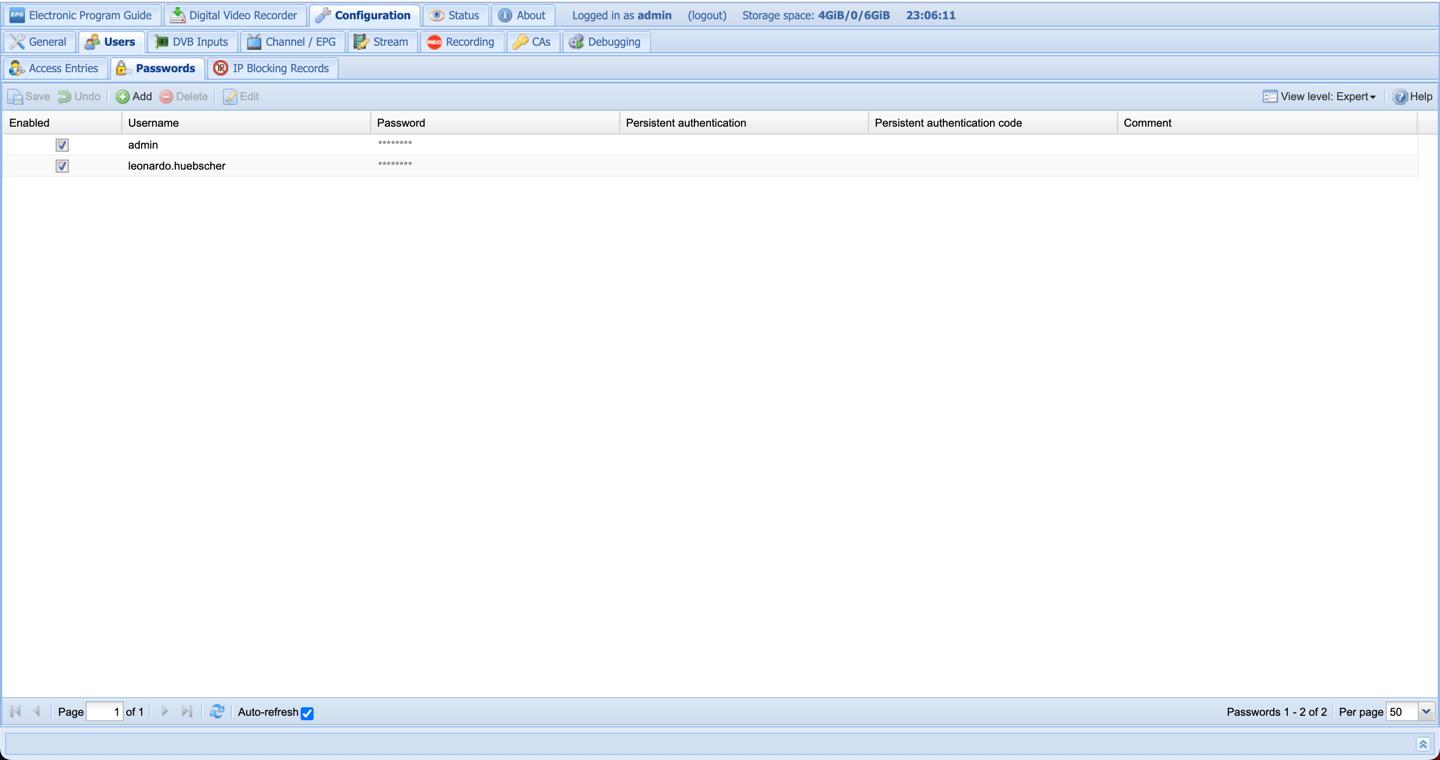 EPG Electronic Program Guide Digital Video Recorder Configuration Status About Logged in as admin (logout) Storage space: 4GiB/0/6GiB 23:06:11
General Users DVB Inputs Channel / EPG Stream REC Recording CAs Debugging
Access Entries Passwords IP Blocking Records
Save Undo Add Delete Edit View level: Expert Help
Enabled Username Password Persistent authentication Persistent authentication code Comment
admin ********
leonardo.huebscher ********
Page 1 of 1 Auto-refresh Passwords 1 - 2 of 2 Per page 50